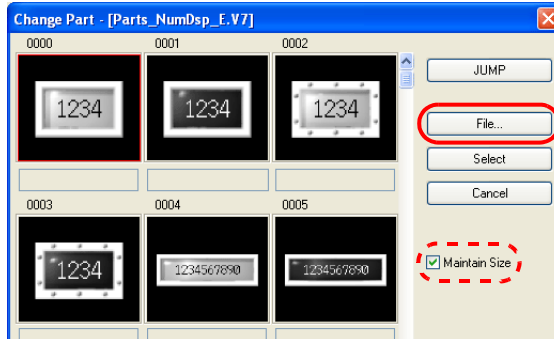 Change Part - [Parts_NumDsp_E.V7]
0000 0001 0002
1234 1234 1234
JUMP
File...
Select
Cancel
0003 0004 0005
1234 1234567890 1234567890
Maintain Size